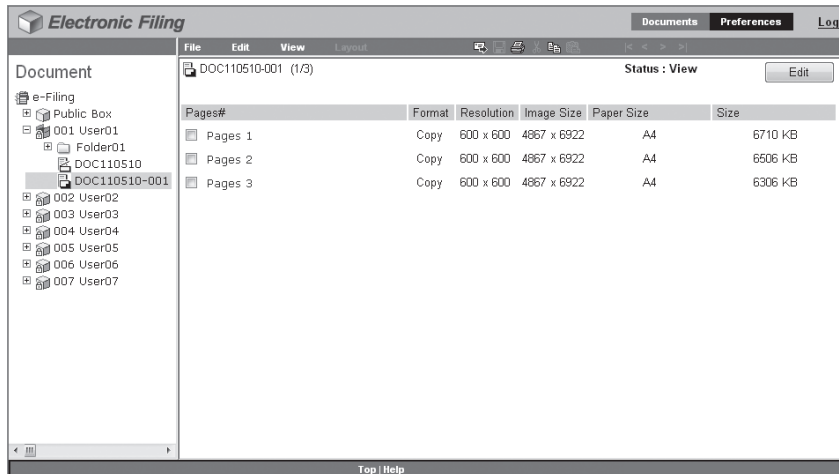 Electronic Filing
Documents Preferences Log
File Edit View Layout
Document
DOC110510-001 (1/3) Status : View Edit
e-Filing
Public Box
001 User01
Folder01
DOC110510
DOC110510-001
002 User02
003 User03
004 User04
005 User05
006 User06
007 User07
Pages# Format Resolution Image Size Paper Size Size
Pages 1 Copy 600 x 600 4867 x 6922 A4 6710 KB
Pages 2 Copy 600 x 600 4867 x 6922 A4 6506 KB
Pages 3 Copy 600 x 600 4867 x 6922 A4 6306 KB
Top | Help